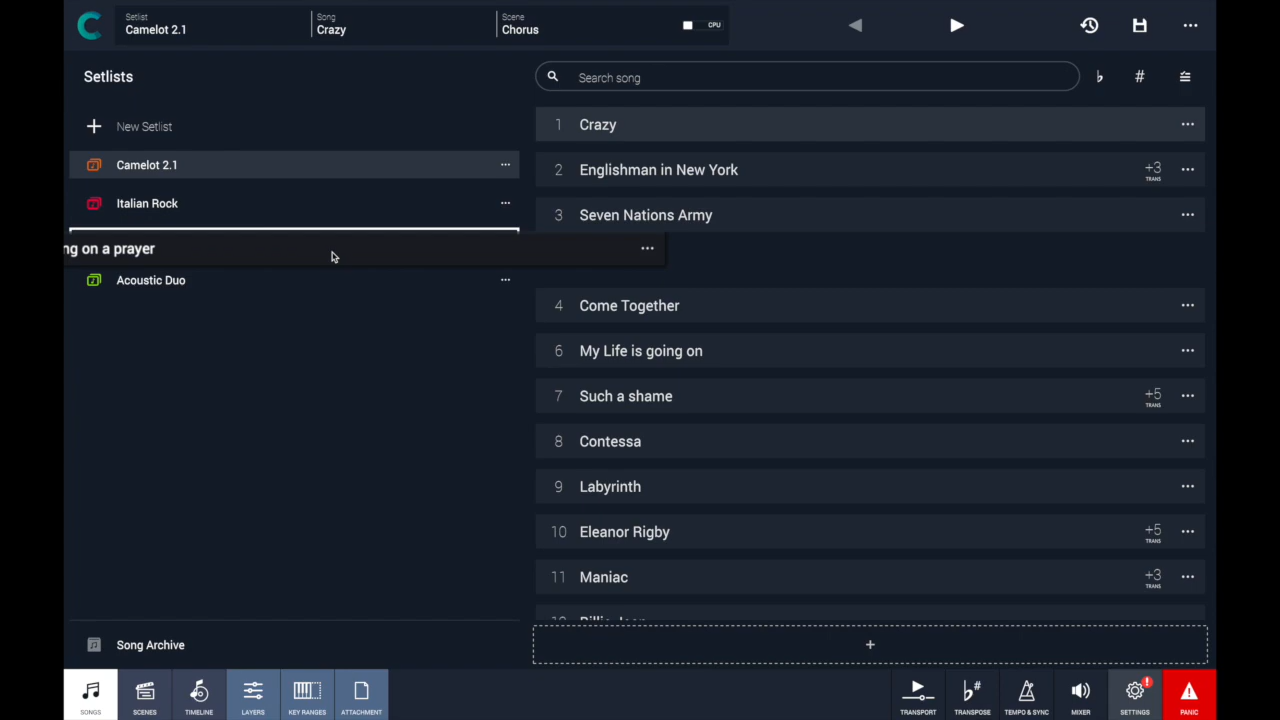 Setlist
Camelot 2.1
Song
Crazy
Scene
Chorus
CPU
Setlists
Search song
b #
New Setlist
Camelot 2.1
Italian Rock
on a prayer
Acoustic Duo
Song Archive
1 Crazy
2 Englishman in New York +3 TRANS
3 Seven Nations Army
4 Come Together
6 My Life is going on
7 Such a shame +5 TRANS
8 Contessa
9 Labyrinth
10 Eleanor Rigby +5 TRANS
11 Maniac +3 TRANS
+
SONGS
SCENES
TIMELINE
LAYERS
KEY RANGES
ATTACHMENT
TRANSPORT
TRANSPOSE
TEMPO & SYNC
MIXER
SETTINGS
PANIC